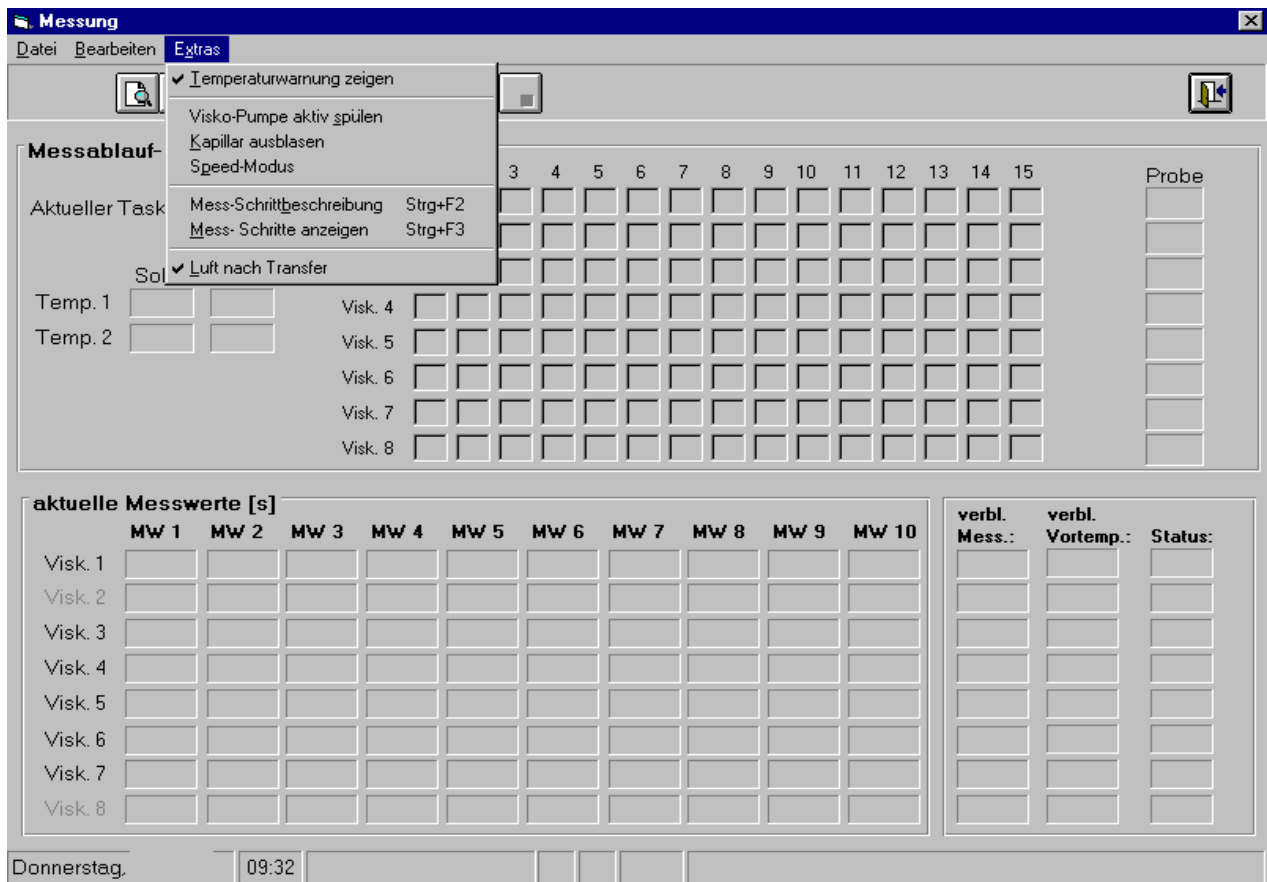 Messung
Datei Bearbeiten Extras
Temperaturwarnung zeigen
Visko-Pumpe aktiv spülen
Kapillar ausblasen
Speed-Modus
Mess-Schrittbeschreibung Strg+F2
Mess- Schritte anzeigen Strg+F3
Luft nach Transfer
Messablauf-
3 4 5 6 7 8 9 10 11 12 13 14 15 Probe
Aktueller Task
Sol
Temp. 1
Visk. 4
Temp. 2
Visk. 5
Visk. 6
Visk. 7
Visk. 8
aktuelle Messwerte [s]
MW 1 MW 2 MW 3 MW 4 MW 5 MW 6 MW 7 MW 8 MW 9 MW 10
verbl. verbl.
Mess.: Vortemp.: Status:
Visk. 1
Visk. 2
Visk. 3
Visk. 4
Visk. 5
Visk. 6
Visk. 7
Visk. 8
Donnerstag, 09:32